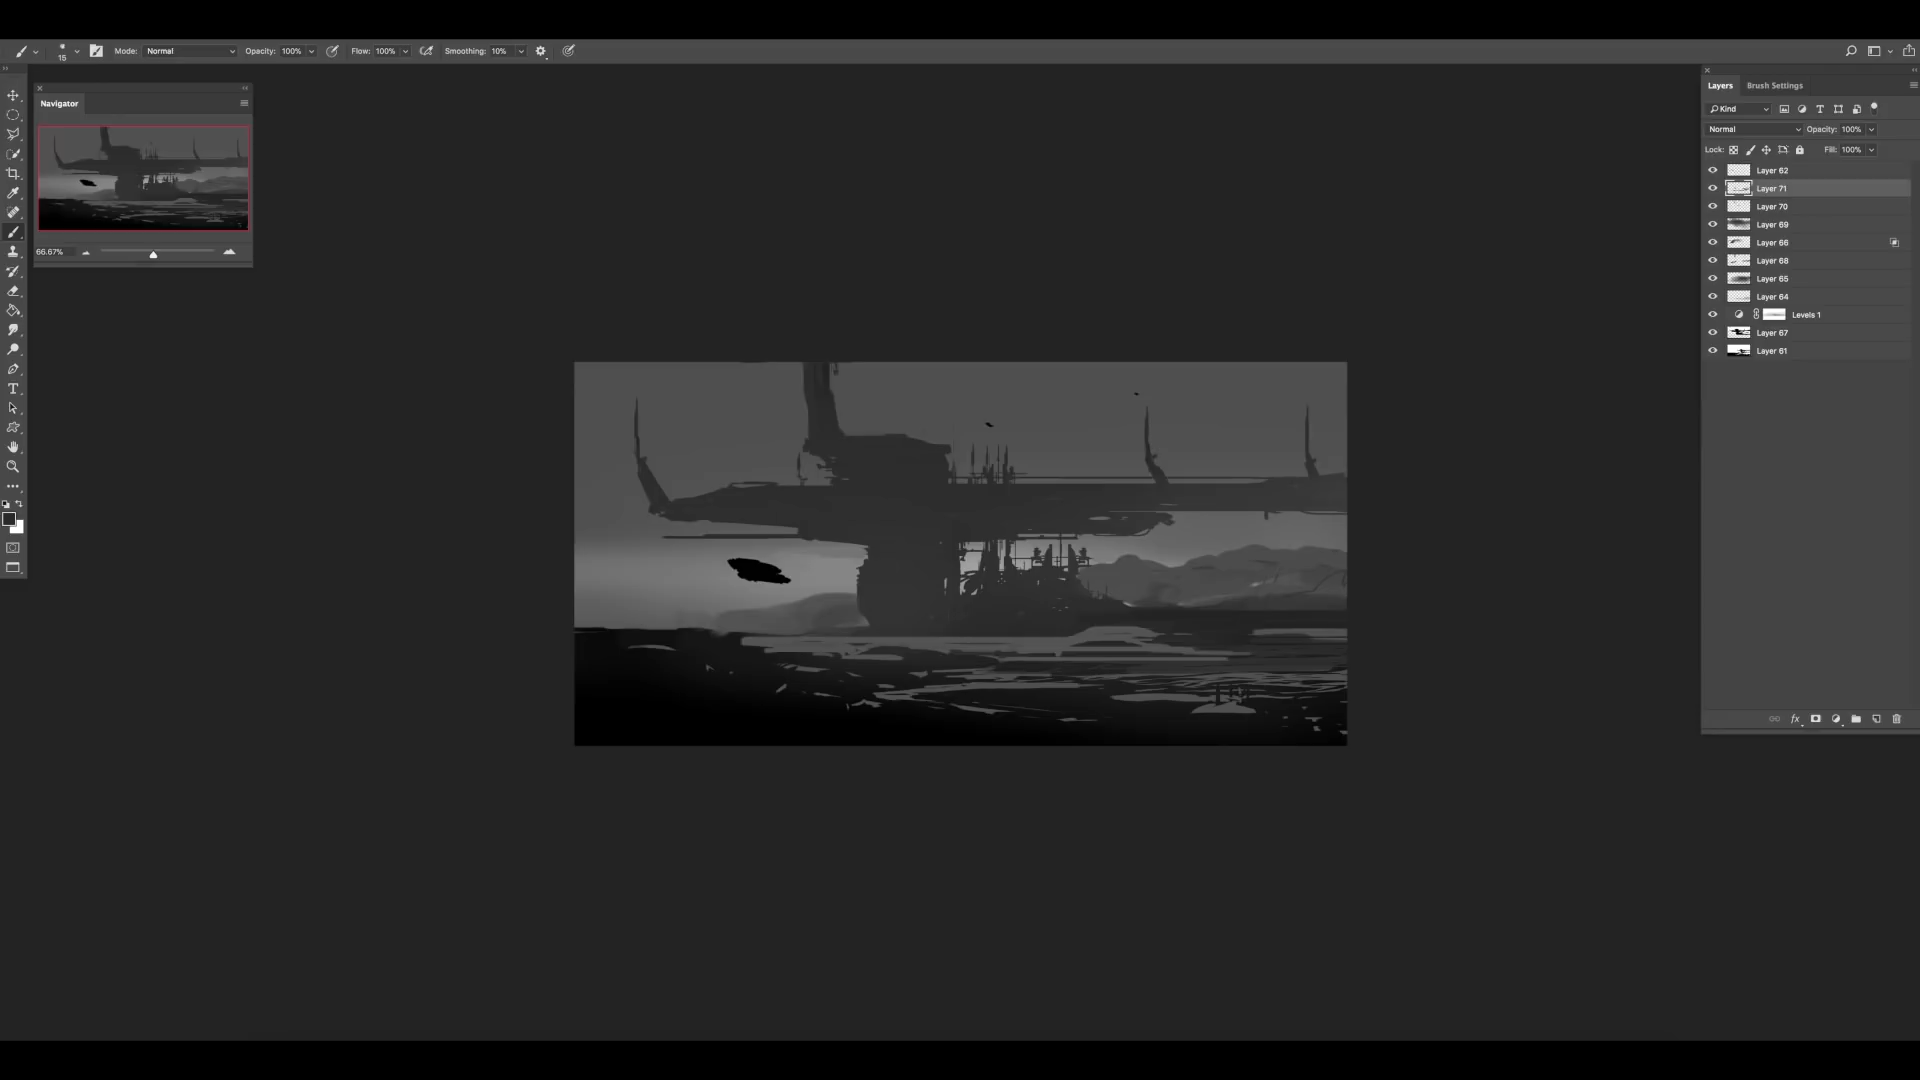 Mode: Normal Opacity: 100% Flow: 100% Smoothing: 10%
15
Navigator
66.67%
Layers Brush Settings
Kind
Normal Opacity: 100%
Lock: Fill: 100%
Layer 62
Layer 71
Layer 70
Layer 69
Layer 66
Layer 68
Layer 65
Layer 64
Levels 1
Layer 67
Layer 61
fx